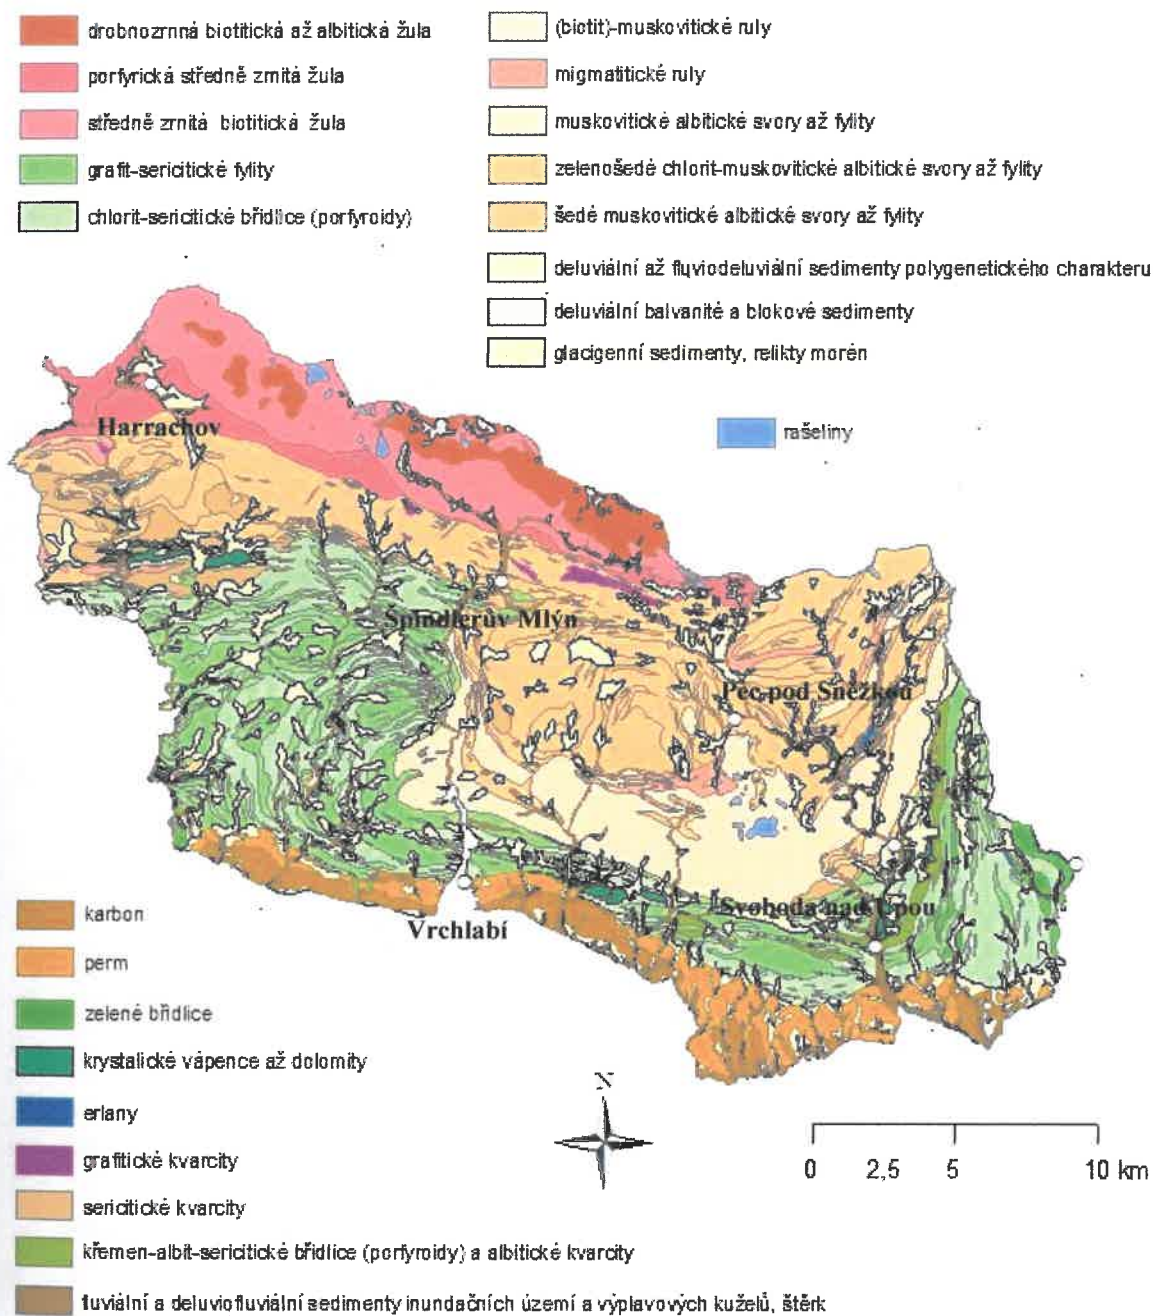 drobnozrnná biotitická až albitická žula
porfyrická středně zrnitá žula
středně zrnitá biotitická žula
grafit-sericitické fylity
chlorit-sericitické břidlice (porfyroidy)
(biotit)-muskovitické ruly
migmatitické ruly
muskovitické albitické svory až fylity
zelenošedé chlorit-muskovitické albitické svory až fylity
šedé muskovitické albitické svory až fylity
deluviální až fluviodeluviální sedimenty polygenetického charakteru
deluviální balvanité a blokové sedimenty
glacigenní sedimenty, relikty morén
rašeliny
Harrachov
Špindlerův Mlýn
Pec pod Sněžkou
Svoboda nad Úpou
Vrchlabí
karbon
perm
zelené břidlice
krystalické vápence až dolomity
erlany
grafitické kvarcity
sericitické kvarcity
křemen-albit-sericitické břidlice (porfyroidy) a albitické kvarcity
fluviální a deluviofluviální sedimenty inundačních území a výplavových kuželů, štěrk
N
0 2,5 5 10 km